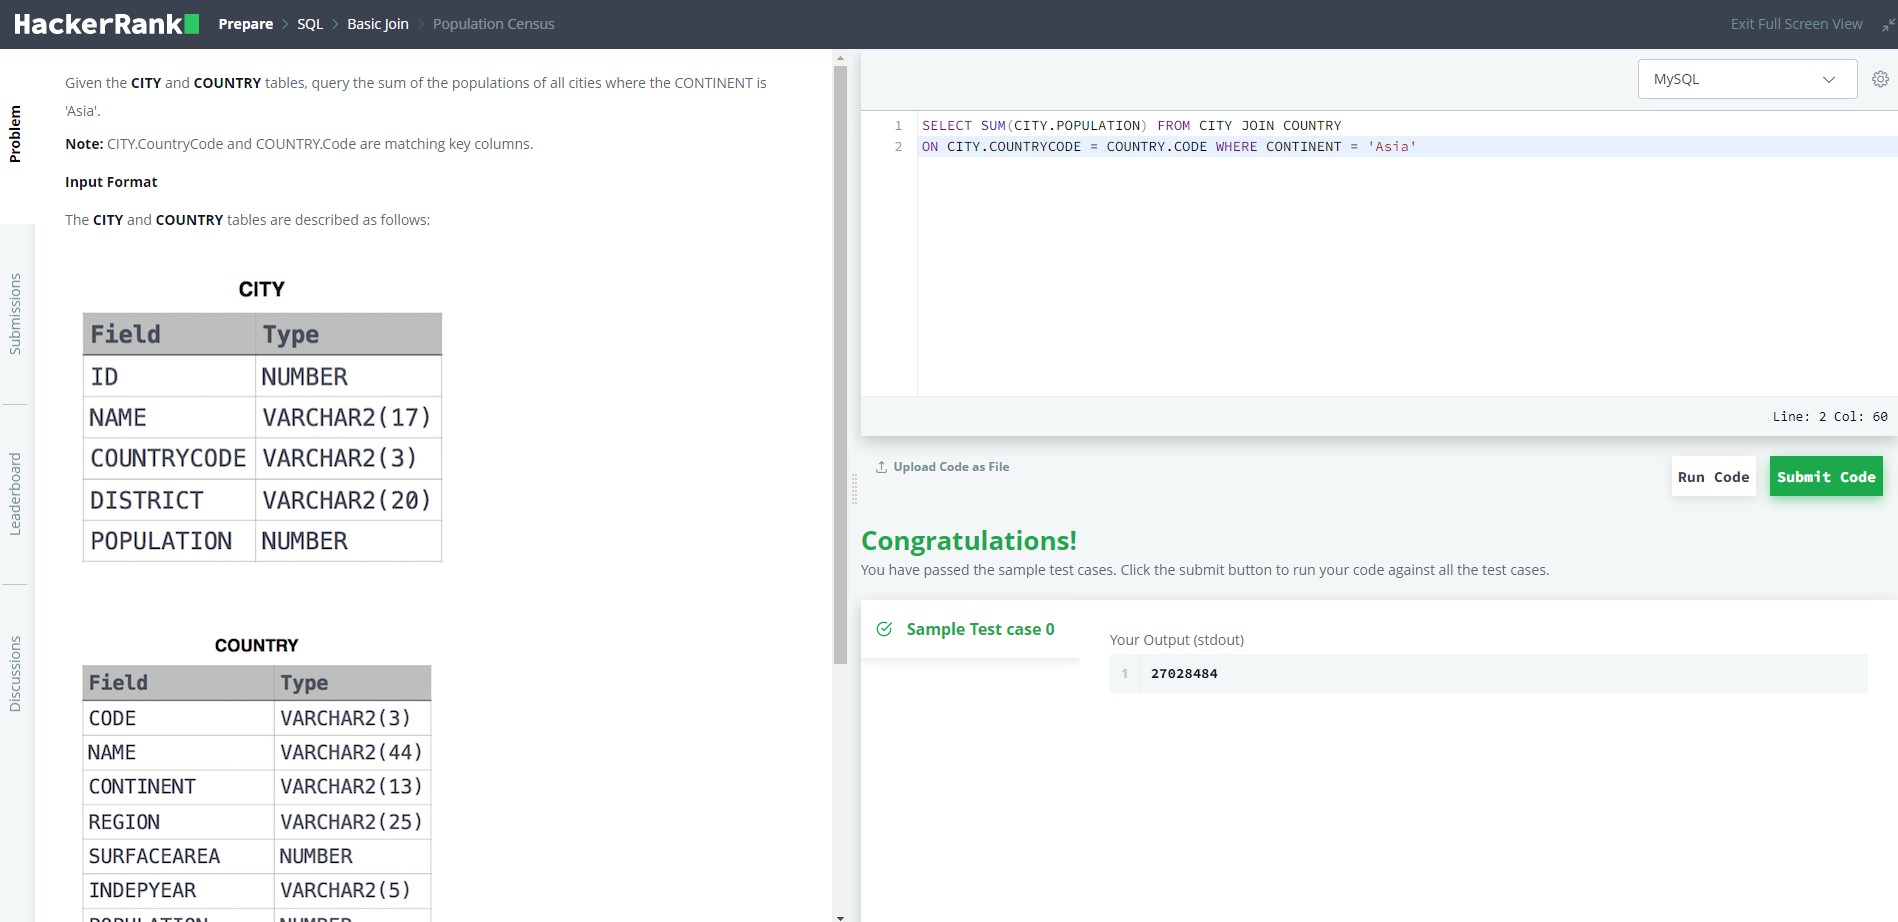 HackerRank Prepare > SQL > Basic Join > Population Census Exit Full Screen View
Problem
Submissions
Leaderboard
Discussions
Given the CITY and COUNTRY tables, query the sum of the populations of all cities where the CONTINENT is
'Asia'.
Note: CITY.CountryCode and COUNTRY.Code are matching key columns.
Input Format
The CITY and COUNTRY tables are described as follows:
CITY
Field Type
ID NUMBER
NAME VARCHAR2(17)
COUNTRYCODE VARCHAR2(3)
DISTRICT VARCHAR2(20)
POPULATION NUMBER
COUNTRY
Field Type
CODE VARCHAR2(3)
NAME VARCHAR2(44)
CONTINENT VARCHAR2(13)
REGION VARCHAR2(25)
SURFACEAREA NUMBER
INDEPYEAR VARCHAR2(5)
POPULATION NUMBER
MySQL
1 SELECT SUM(CITY.POPULATION) FROM CITY JOIN COUNTRY
2 ON CITY.COUNTRYCODE = COUNTRY.CODE WHERE CONTINENT = 'Asia'
Line: 2 Col: 60
Upload Code as File
Run Code
Submit Code
Congratulations!
You have passed the sample test cases. Click the submit button to run your code against all the test cases.
Sample Test case 0
Your Output (stdout)
1 27028484